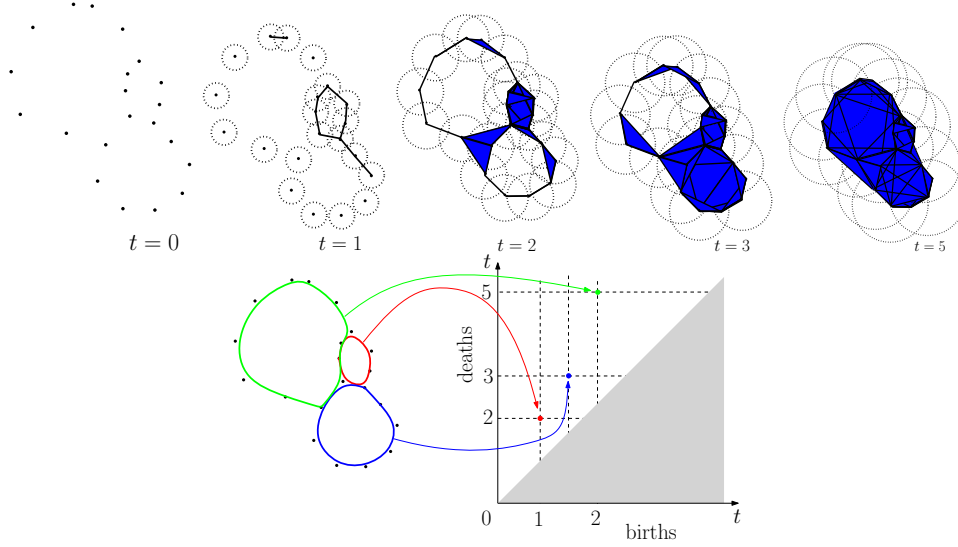 t = 0
t = 1
t = 2
t = 3
t = 5
t
5
deaths
3
2
0
1
2
t
births